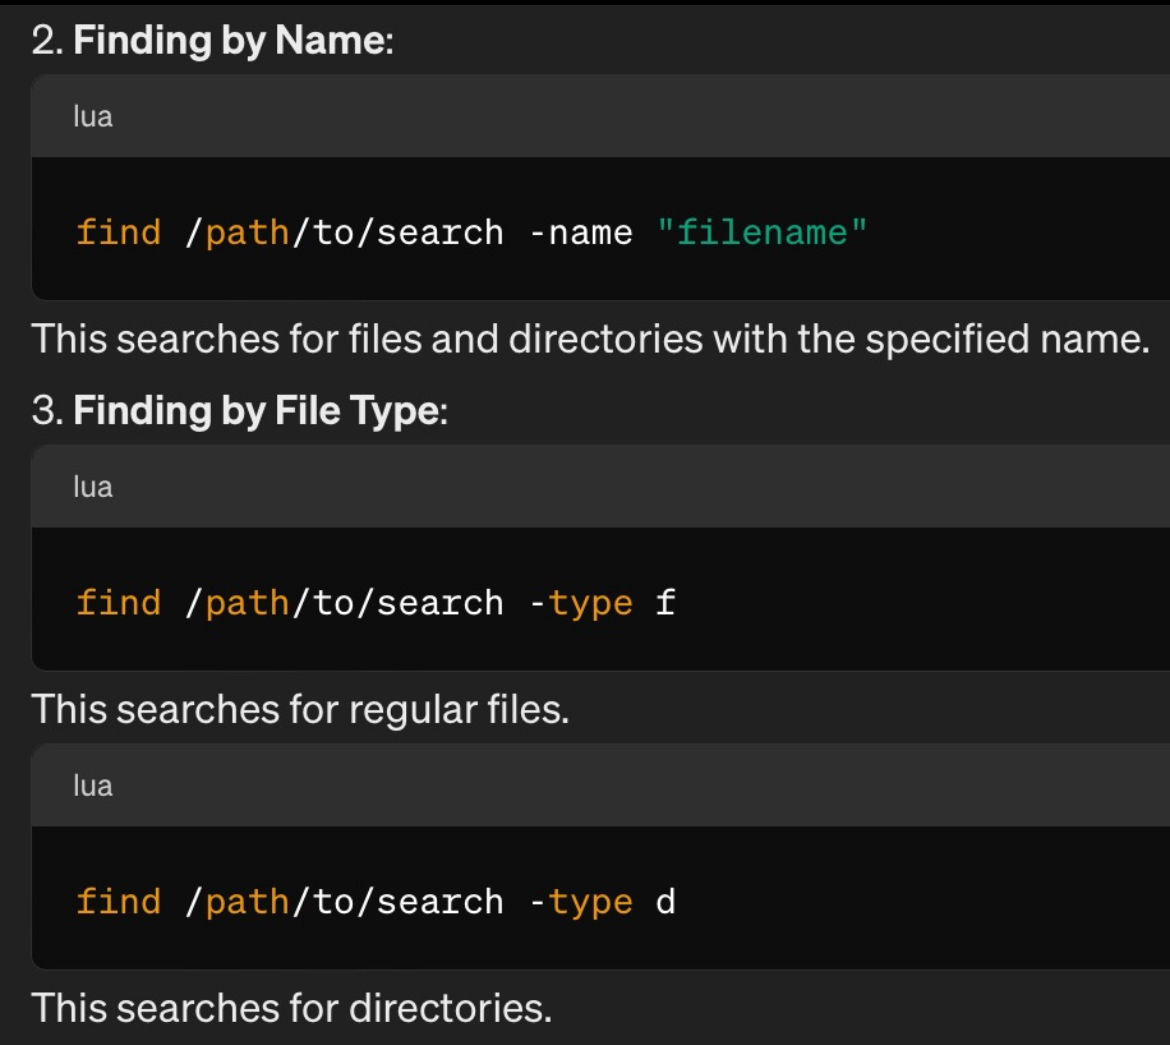 2. Finding by Name:
lua
find /path/to/search -name "filename"
This searches for files and directories with the specified name.
3. Finding by File Type:
lua
find /path/to/search -type f
This searches for regular files.
lua
find /path/to/search -type d
This searches for directories.